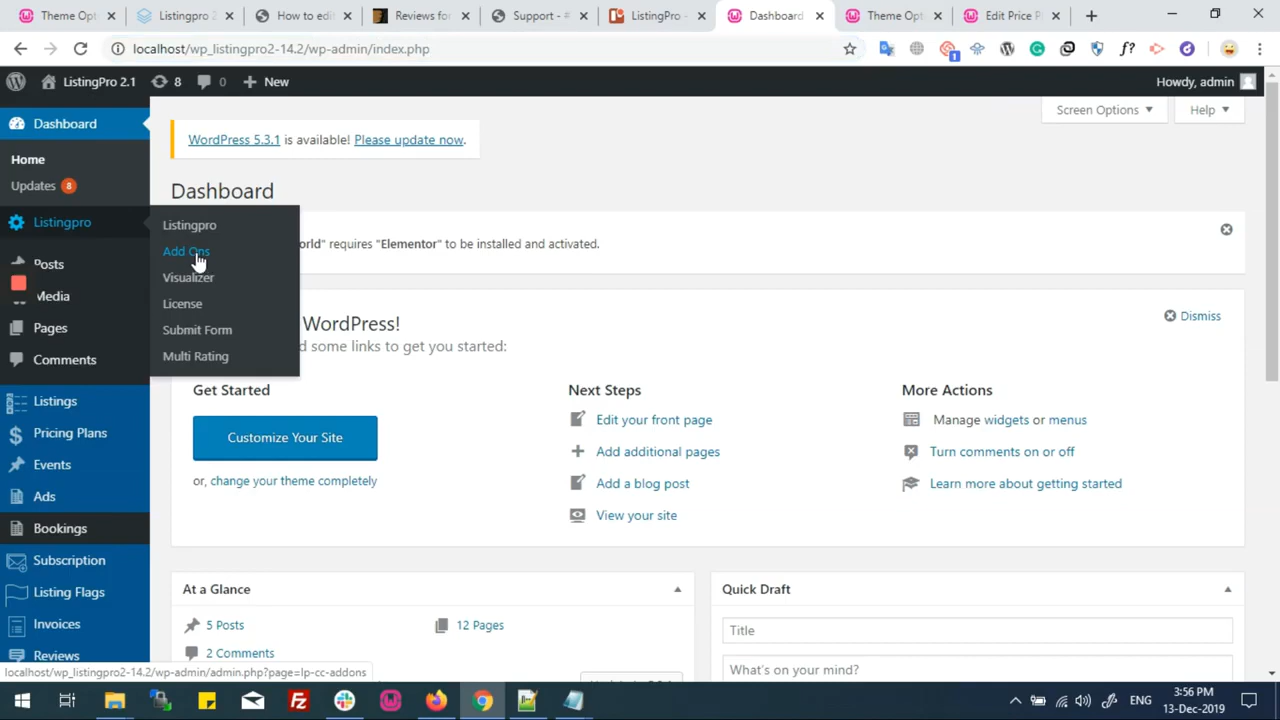 Theme Opt
Listingpro 2
How to edi
Reviews for
Support - #
ListingPro -
Dashboard
Theme Opt
Edit Price P
localhost/wp_listingpro2-14.2/wp-admin/index.php
1
f?
ListingPro 2.1
8
0
New
Howdy, admin
Dashboard
Home
Updates 8
Listingpro
Posts
Media
Pages
Comments
Listings
Pricing Plans
Events
Ads
Bookings
Subscription
Listing Flags
Invoices
Reviews
Listingpro
Add Ons
Visualizer
License
Submit Form
Multi Rating
Screen Options
Help
WordPress 5.3.1 is available! Please update now.
Dashboard
requires "Elementor" to be installed and activated.
WordPress!
some links to get you started:
Dismiss
Get Started
Customize Your Site
or, change your theme completely
Next Steps
Edit your front page
Add additional pages
Add a blog post
View your site
More Actions
Manage widgets or menus
Turn comments on or off
Learn more about getting started
At a Glance
5 Posts
12 Pages
2 Comments
Quick Draft
Title
What's on your mind?
localhost/wp_listingpro2-14.2/wp-admin/admin.php?page=lp-cc-addons
ENG
3:56 PM
13-Dec-2019